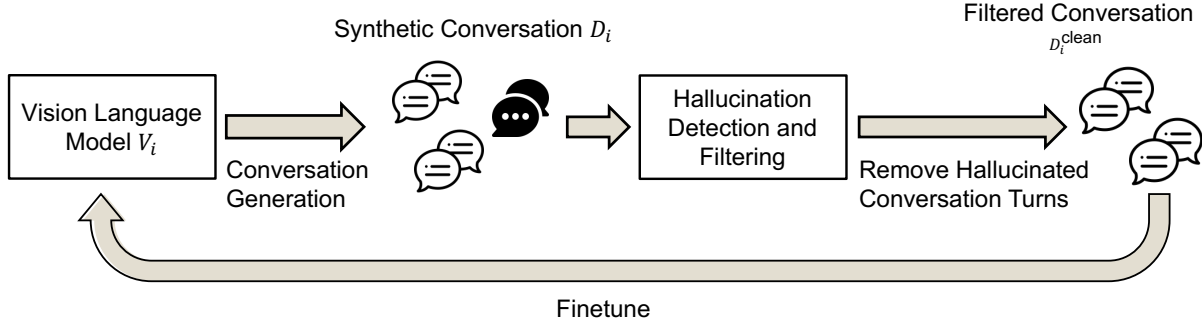 Synthetic Conversation D_i
Filtered Conversation
D_i^clean
Vision Language
Model V_i
Hallucination
Detection and
Filtering
Conversation
Generation
Remove Hallucinated
Conversation Turns
Finetune